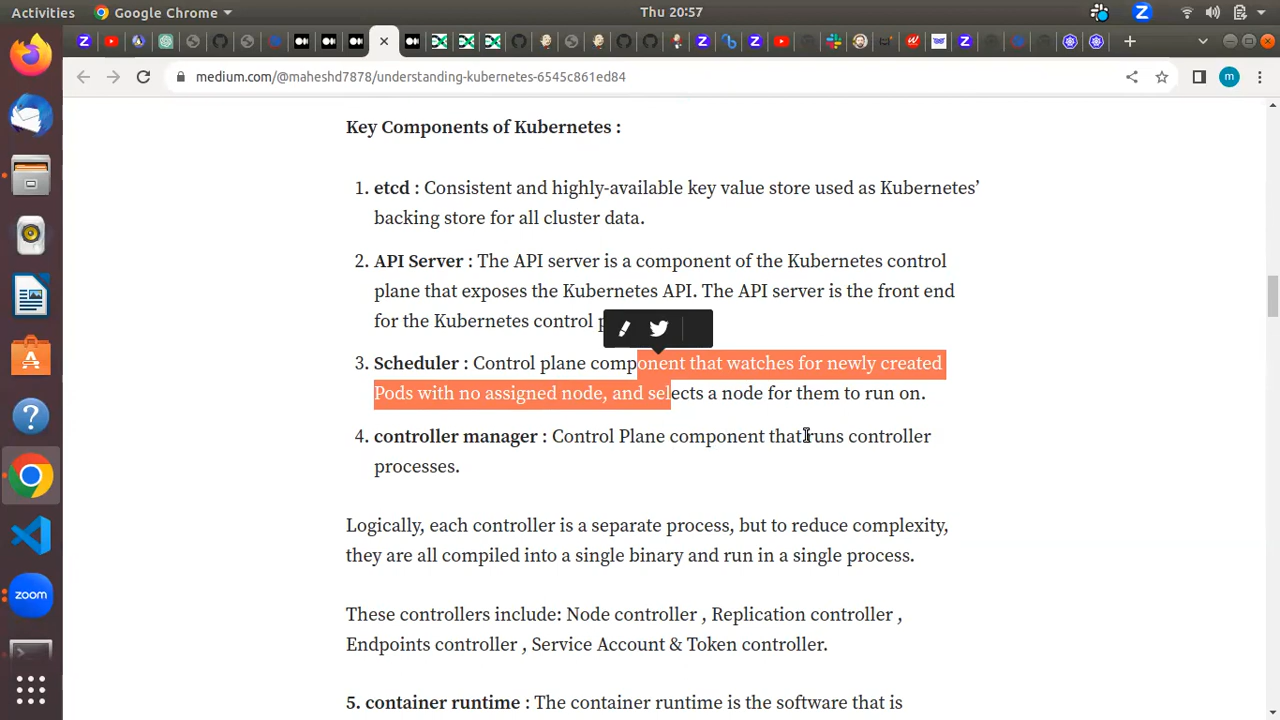 Activities
Google Chrome
Thu 20:57
medium.com/@maheshd7878/understanding-kubernetes-6545c861ed84
m
Key Components of Kubernetes :
1. etcd : Consistent and highly-available key value store used as Kubernetes’
backing store for all cluster data.
2. API Server : The API server is a component of the Kubernetes control
plane that exposes the Kubernetes API. The API server is the front end
for the Kubernetes control
3. Scheduler : Control plane component that watches for newly created
Pods with no assigned node, and selects a node for them to run on.
4. controller manager : Control Plane component that runs controller
processes.
Logically, each controller is a separate process, but to reduce complexity,
they are all compiled into a single binary and run in a single process.
These controllers include: Node controller , Replication controller ,
Endpoints controller , Service Account & Token controller.
5. container runtime : The container runtime is the software that is
zoom